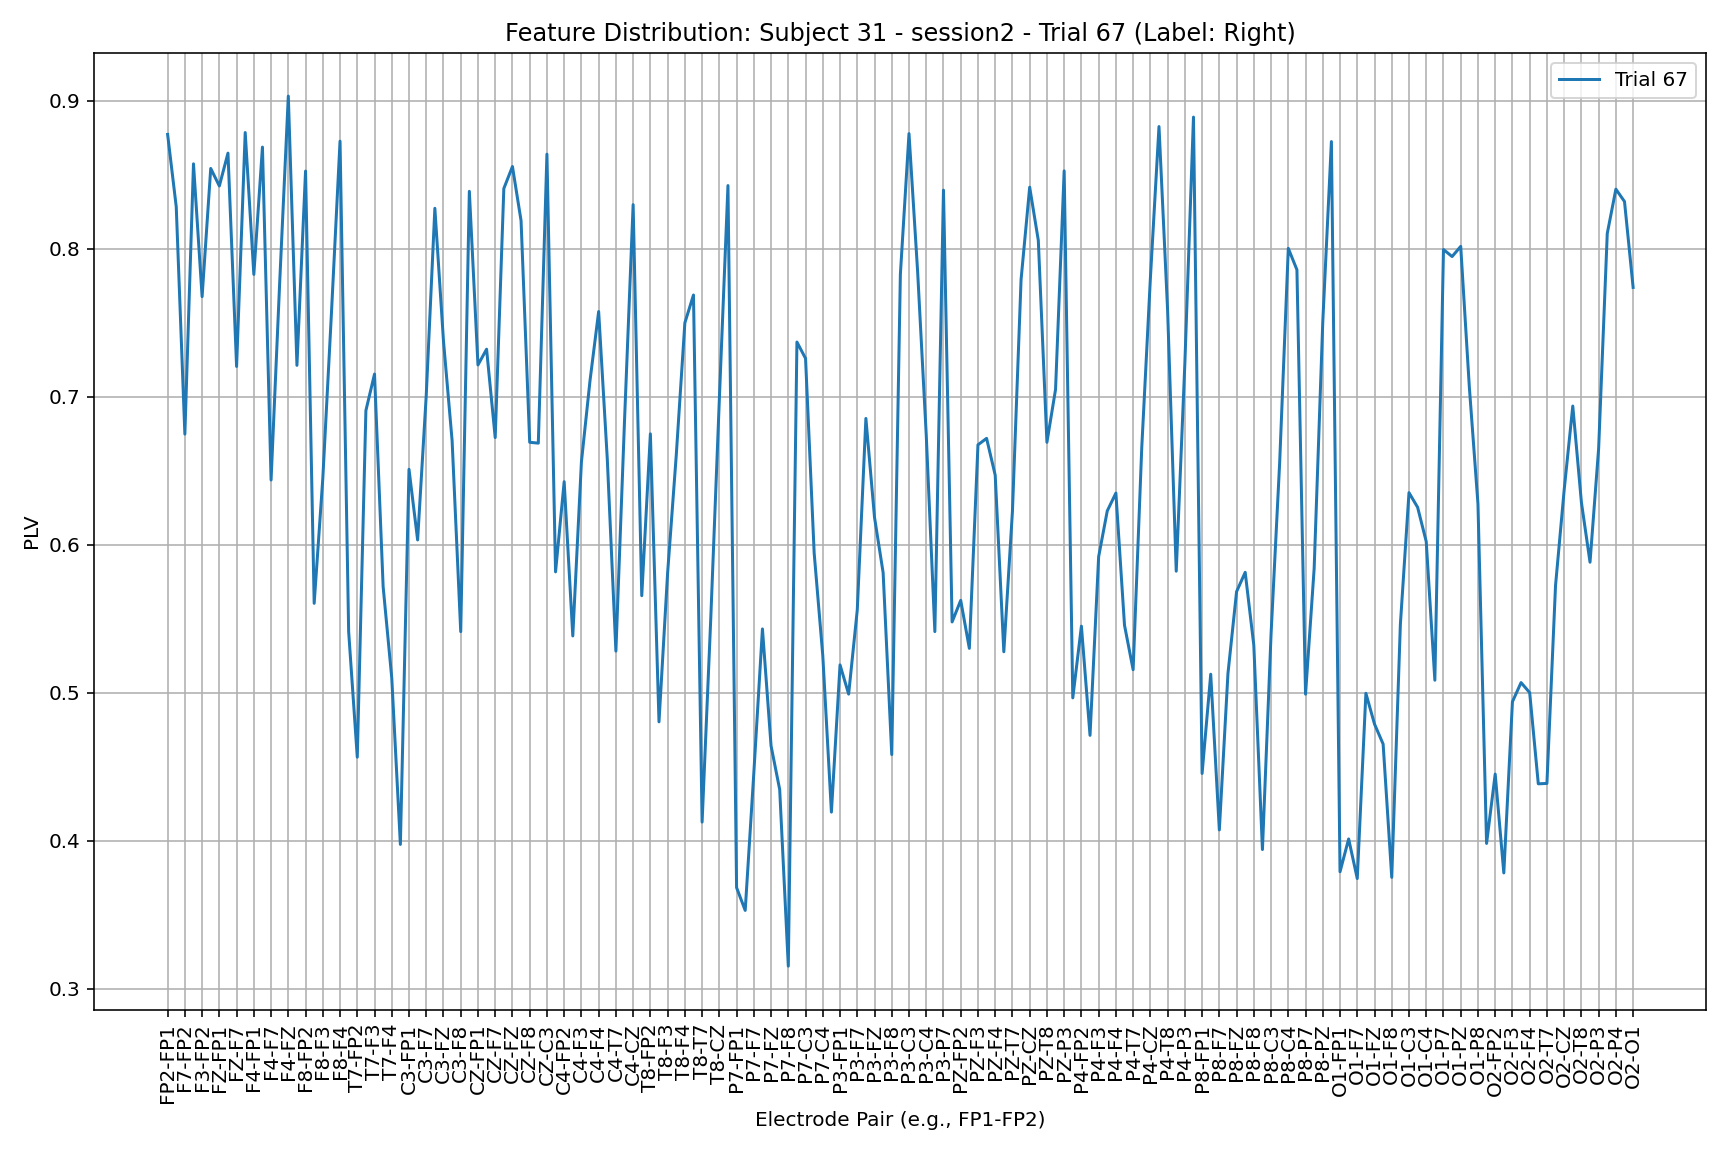 Feature Distribution: Subject 31 - session2 - Trial 67 (Label: Right)
Trial 67
PLV
0.9
0.8
0.7
0.6
0.5
0.4
0.3
FP2-FP1
F7-FP2
F3-FP2
FZ-FP1
FZ-F7
F4-FP1
F4-F7
F4-FZ
F8-FP2
F8-F3
F8-F4
T7-FP2
T7-F3
T7-F4
C3-FP1
C3-F7
C3-FZ
C3-F8
CZ-FP1
CZ-F7
CZ-FZ
CZ-F8
CZ-C3
C4-FP2
C4-F3
C4-F4
C4-T7
C4-CZ
T8-FP2
T8-F3
T8-F4
T8-T7
T8-CZ
P7-FP1
P7-F7
P7-FZ
P7-F8
P7-C3
P7-C4
P3-FP1
P3-F7
P3-FZ
P3-F8
P3-C3
P3-C4
P3-P7
PZ-FP2
PZ-F3
PZ-F4
PZ-T7
PZ-CZ
PZ-T8
PZ-P3
P4-FP2
P4-F3
P4-F4
P4-T7
P4-CZ
P4-T8
P4-P3
P8-FP1
P8-F7
P8-FZ
P8-F8
P8-C3
P8-C4
P8-P7
P8-PZ
O1-FP1
O1-F7
O1-FZ
O1-F8
O1-C3
O1-C4
O1-P7
O1-PZ
O1-P8
O2-FP2
O2-F3
O2-F4
O2-T7
O2-CZ
O2-T8
O2-P3
O2-P4
O2-O1
Electrode Pair (e.g., FP1-FP2)